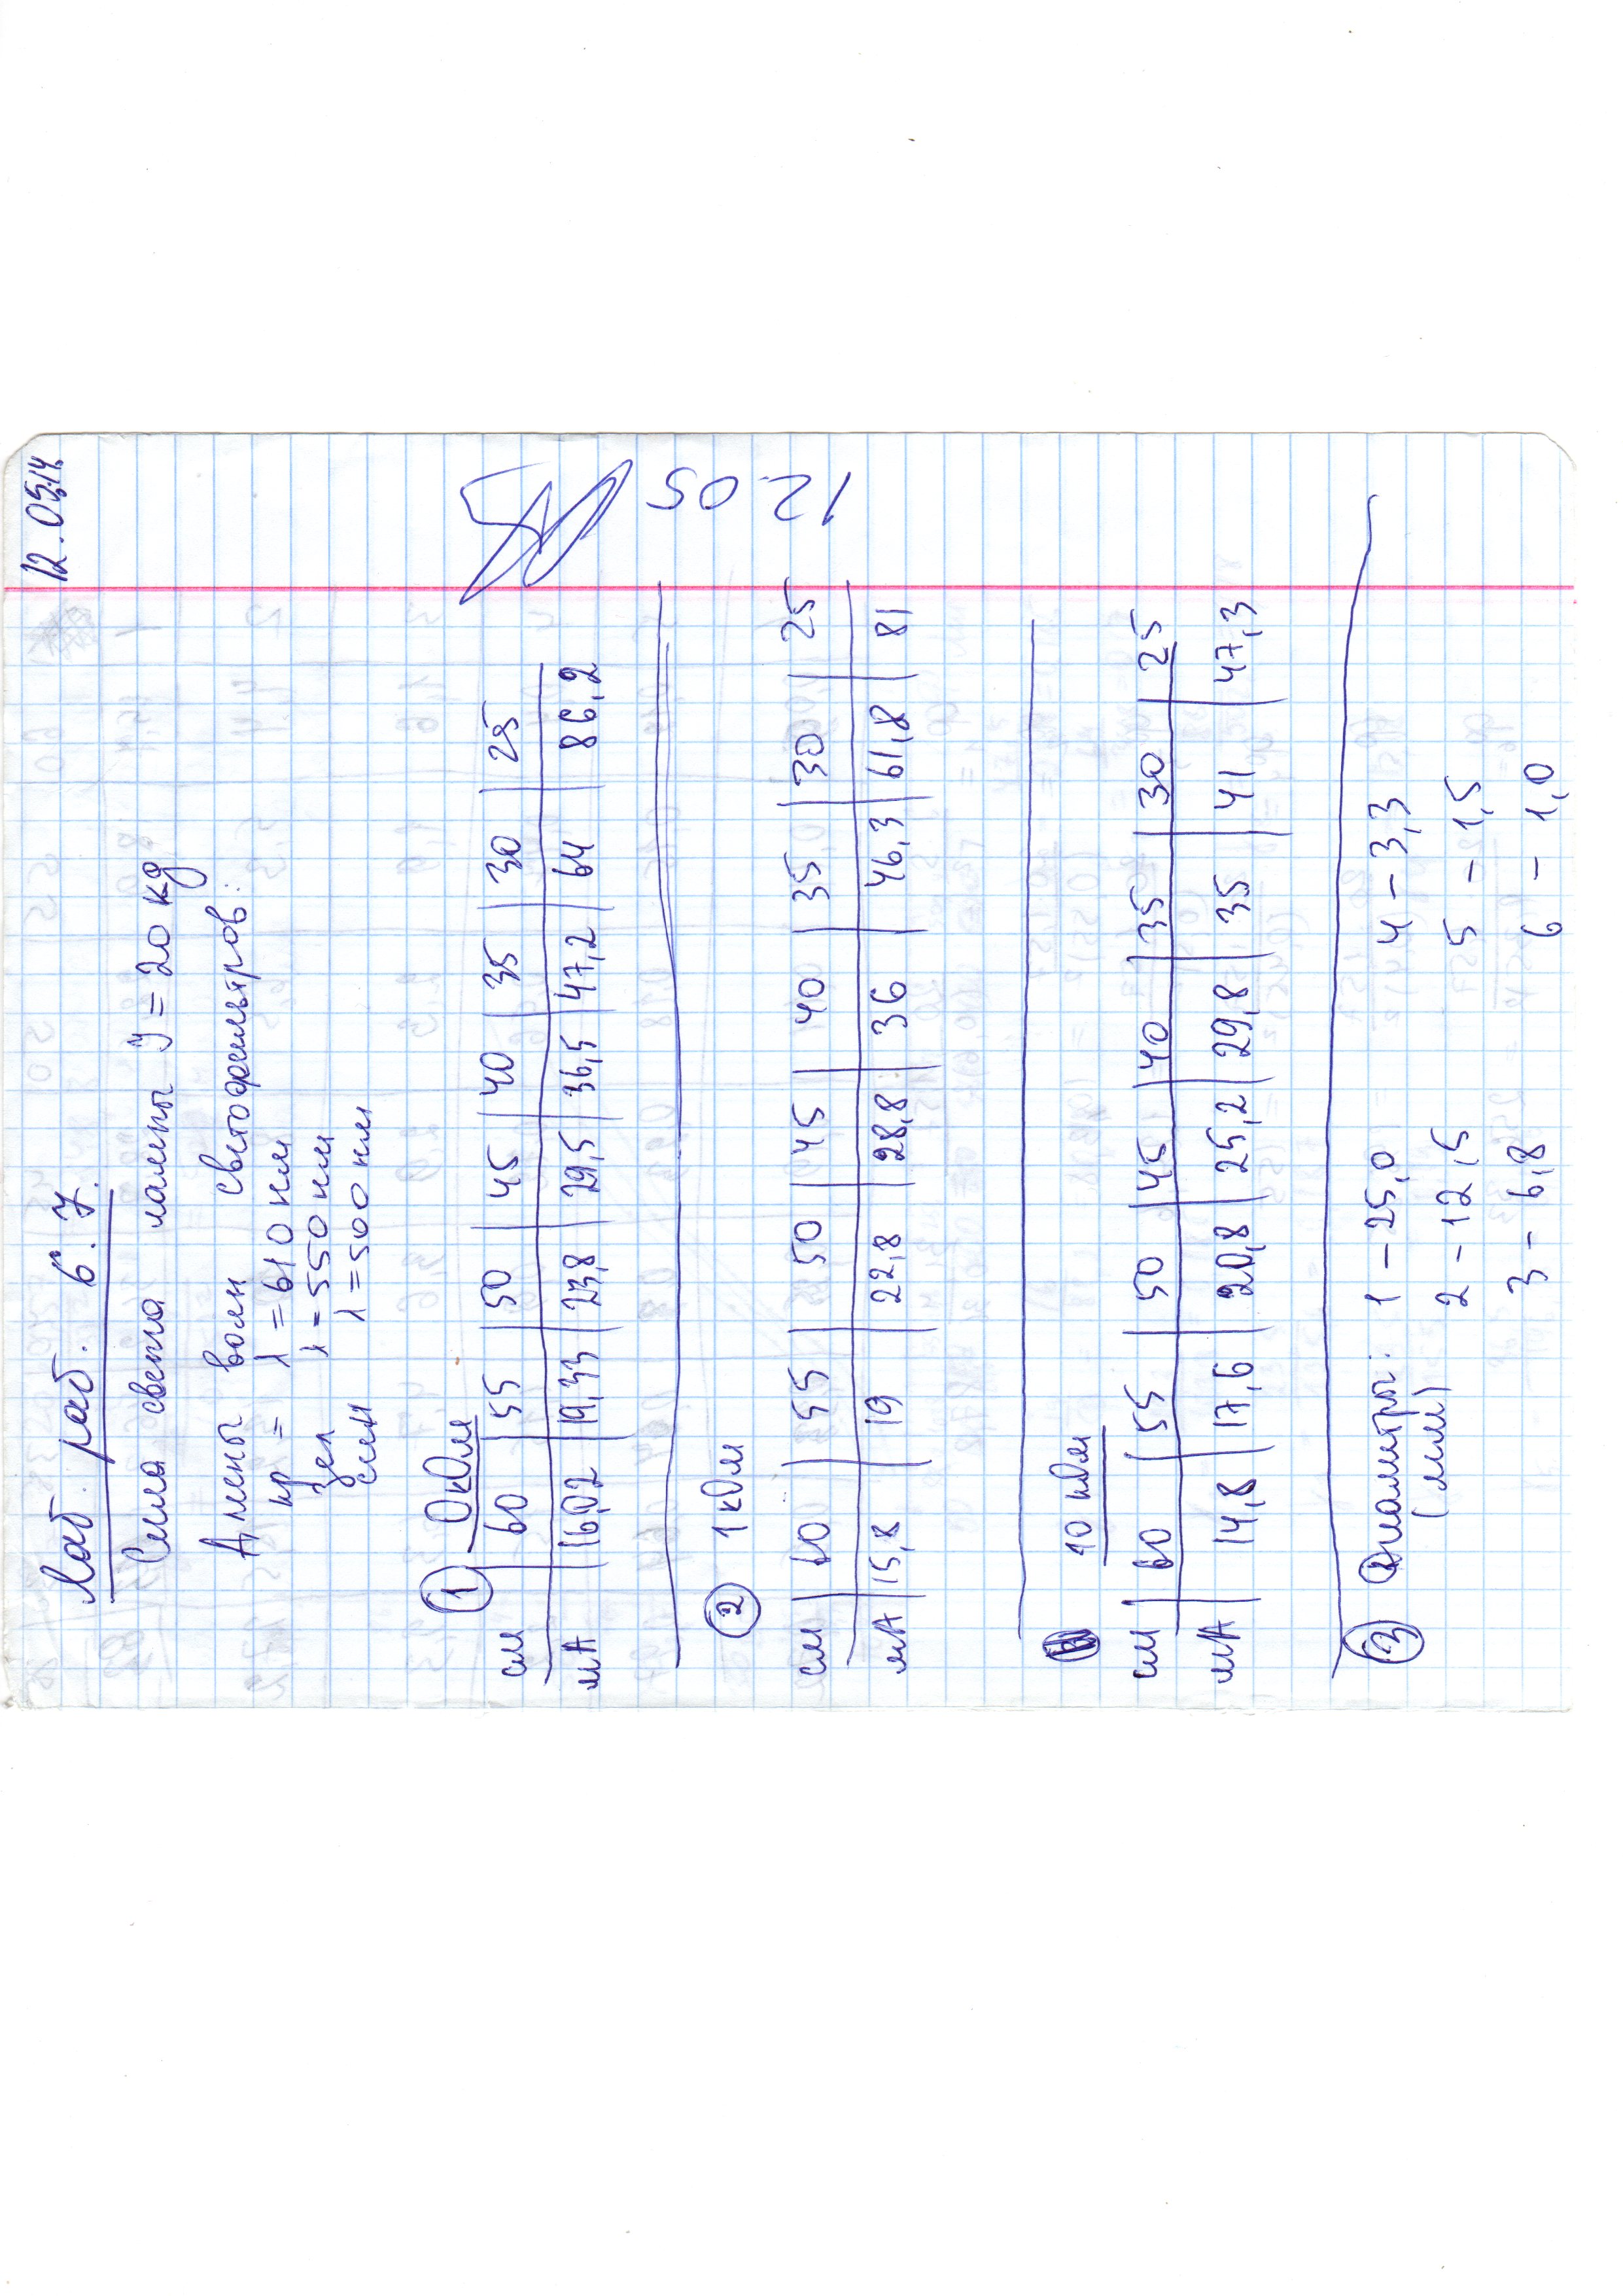 12.05.14.
Лаб. раб. 6.7.
Сила света лампы J = 20 кд
Длины волн светофильтров:
кр = λ = 610 нм
зел λ = 550 нм
син λ = 500 нм
1 0 кОм
см 60 55 50 45 40 35 30 25
мА 16,02 19,33 23,8 29,5 36,5 47,2 64 86,2
12.05
2 1 кОм
см 60 55 50 45 40 35 30 25
мА 15,8 19 22,8 28,8 36 46,3 61,8 81
10 кОм
см 60 55 50 45 40 35 30 25
мА 14,8 17,6 20,8 25,2 29,8 35 41 47,3
3 Диаметры: 1 – 25,0 4 – 3,3
(мм)
2 – 12,5 5 – 1,5
3 – 6,8 6 – 1,0